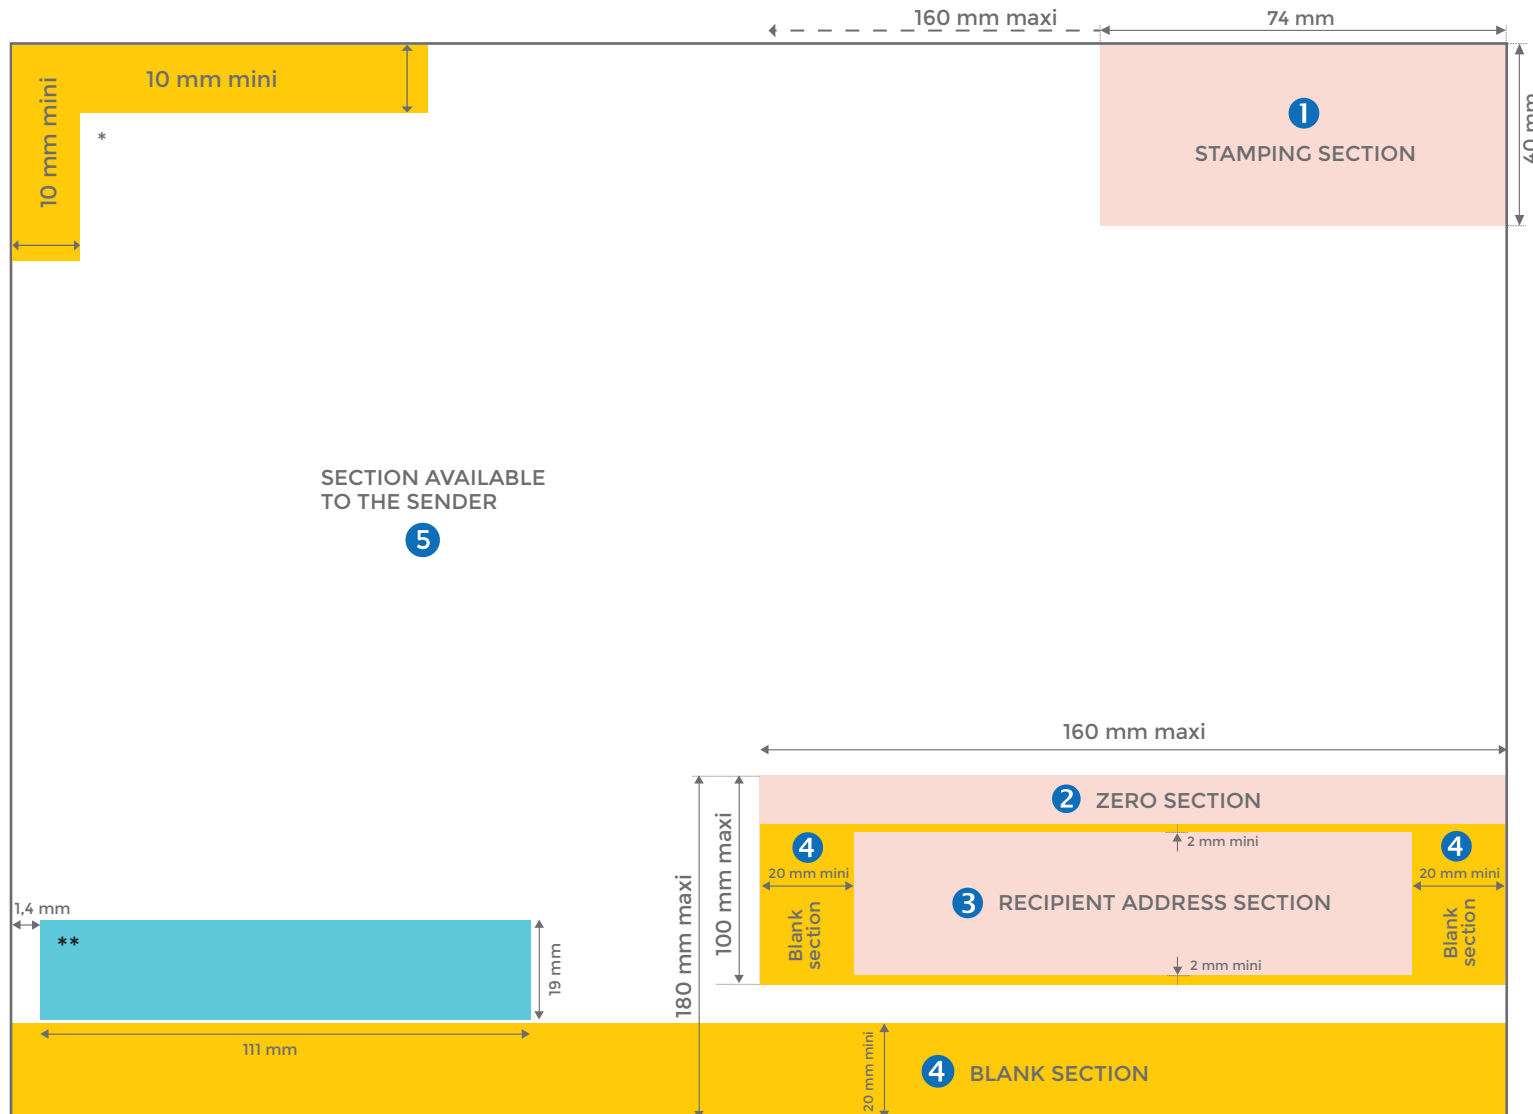 160 mm maxi
74 mm
10 mm mini
10 mm mini
*
1
STAMPING SECTION
40 mm
SECTION AVAILABLE
TO THE SENDER
5
160 mm maxi
2 ZERO SECTION
180 mm maxi
100 mm maxi
4
20 mm mini
Blank
section
2 mm mini
3 RECIPIENT ADDRESS SECTION
2 mm mini
4
20 mm mini
Blank
section
1,4 mm
**
19 mm
111 mm
20 mm mini
4 BLANK SECTION